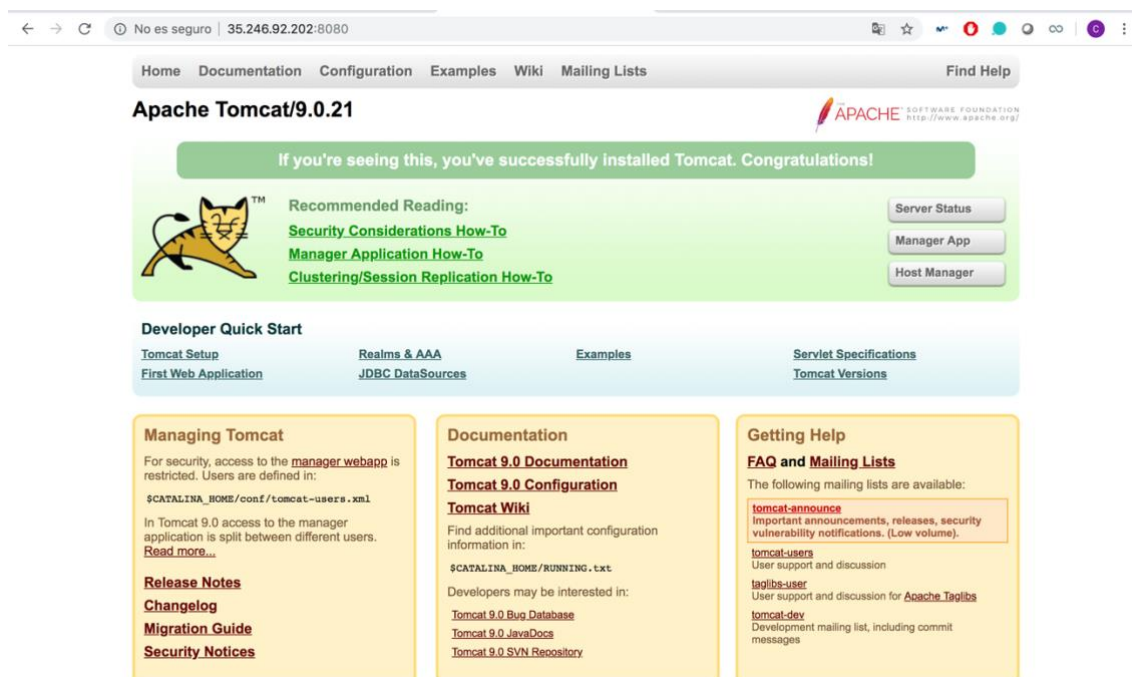 No es seguro | 35.246.92.202:8080
C
Home Documentation Configuration Examples Wiki Mailing Lists Find Help
Apache Tomcat/9.0.21
THE APACHE SOFTWARE FOUNDATION
http://www.apache.org/
If you're seeing this, you've successfully installed Tomcat. Congratulations!
TM
Recommended Reading:
Security Considerations How-To
Manager Application How-To
Clustering/Session Replication How-To
Server Status
Manager App
Host Manager
Developer Quick Start
Tomcat Setup
First Web Application
Realms & AAA
JDBC DataSources
Examples
Servlet Specifications
Tomcat Versions
Managing Tomcat
For security, access to the manager webapp is
restricted. Users are defined in:
$CATALINA_HOME/conf/tomcat-users.xml
In Tomcat 9.0 access to the manager
application is split between different users.
Read more...
Release Notes
Changelog
Migration Guide
Security Notices
Documentation
Tomcat 9.0 Documentation
Tomcat 9.0 Configuration
Tomcat Wiki
Find additional important configuration
information in:
$CATALINA_HOME/RUNNING.txt
Developers may be interested in:
Tomcat 9.0 Bug Database
Tomcat 9.0 JavaDocs
Tomcat 9.0 SVN Repository
Getting Help
FAQ and Mailing Lists
The following mailing lists are available:
tomcat-announce
Important announcements, releases, security
vulnerability notifications. (Low volume).
tomcat-users
User support and discussion
taglibs-user
User support and discussion for Apache Taglibs
tomcat-dev
Development mailing list, including commit
messages